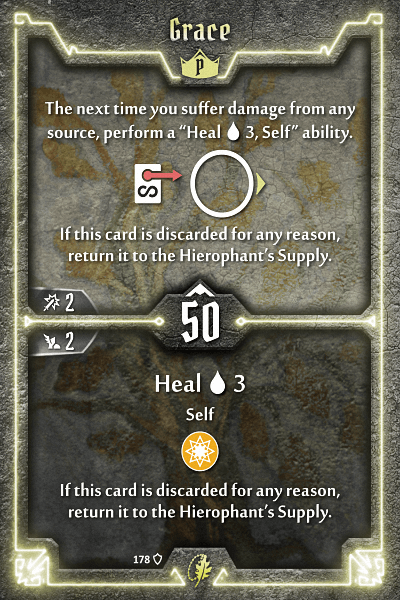 Grace
P
The next time you suffer damage from any
source, perform a “Heal 3, Self” ability.
If this card is discarded for any reason,
return it to the Hierophant’s Supply.
2
50
2
Heal 3
Self
If this card is discarded for any reason,
return it to the Hierophant’s Supply.
178